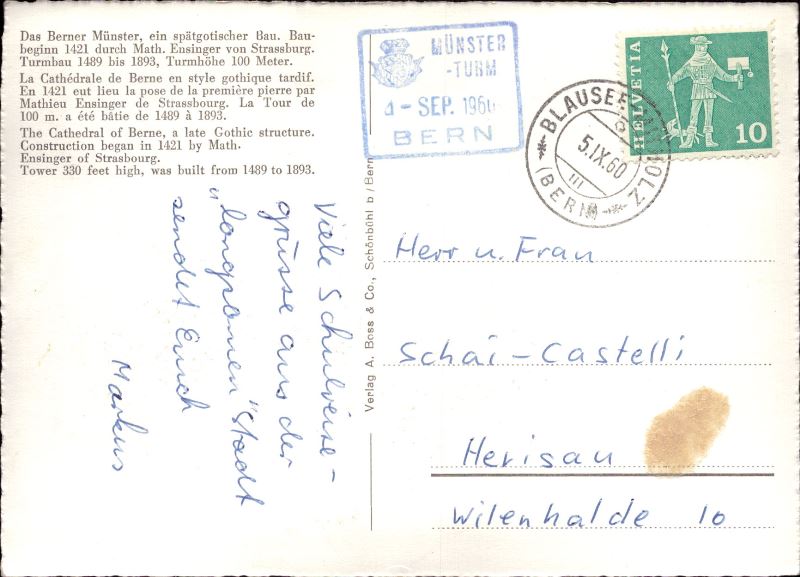 Das Berner Münster, ein spätgotischer Bau. Bau-
beginn 1421 durch Math. Ensinger von Strassburg.
Turmbau 1489 bis 1893, Turmhöhe 100 Meter.
La Cathédrale de Berne en style gothique tardif.
En 1421 eut lieu la pose de la première pierre par
Mathieu Ensinger de Strassbourg. La Tour de
100 m. a été bâtie de 1489 à 1893.
The Cathedral of Berne, a late Gothic structure.
Construction began in 1421 by Math.
Ensinger of Strasbourg.
Tower 330 feet high, was built from 1489 to 1893.
MÜNSTER
-TURM
-SEP. 1960
BERN
BLAUSEE-MITHOLZ
5.IX.60
III
(BERN)
HELVETIA
10
Viele Schulreise-
grüsse aus der
"longsamen" Stadt
sendet Euch
Markus
Verlag A. Boss & Co., Schönbühl b/Bern
Herr u. Frau
Schai-Castelli
Herisau
Wilenhalde 10